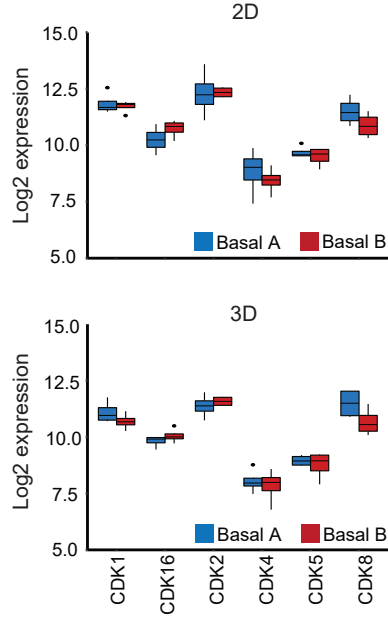 2D
Log2 expression
15.0
12.5
10.0
7.5
5.0
Basal A
Basal B
3D
Log2 expression
15.0
12.5
10.0
7.5
5.0
Basal A
Basal B
CDK1
CDK16
CDK2
CDK4
CDK5
CDK8